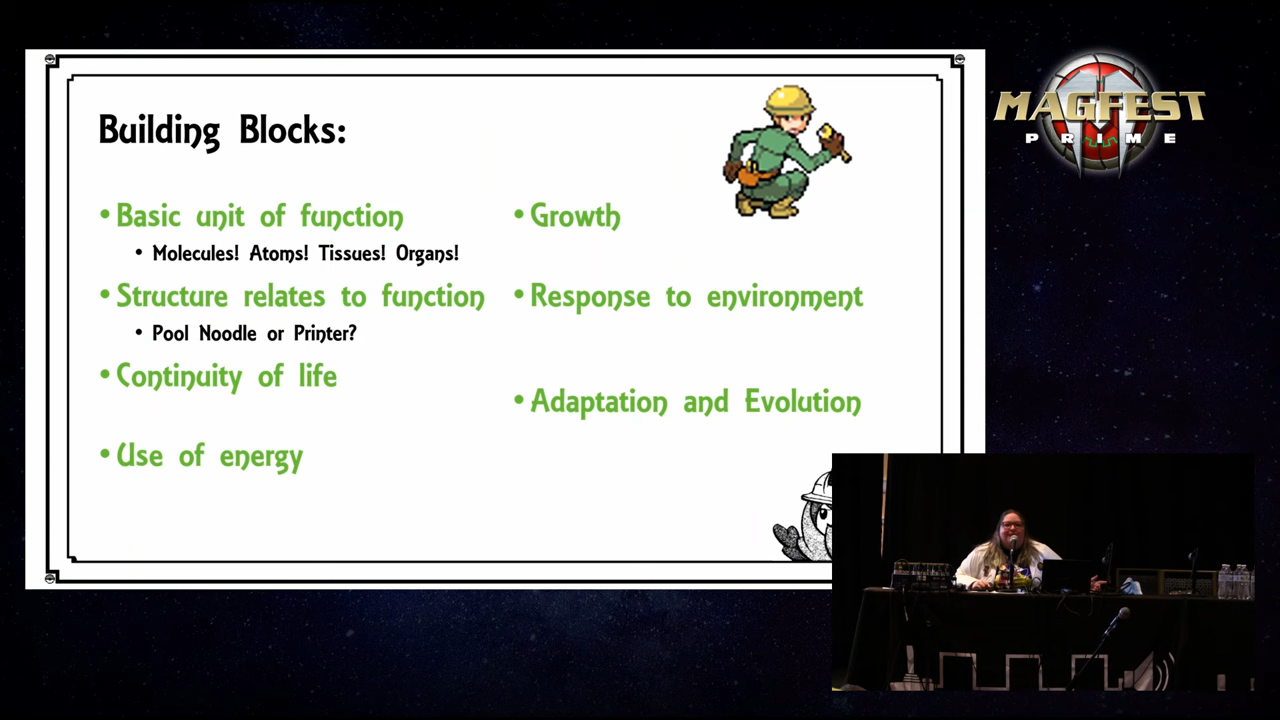 Building Blocks:
• Basic unit of function
• Molecules! Atoms! Tissues! Organs!
• Structure relates to function
• Pool Noodle or Printer?
• Continuity of life
• Use of energy
• Growth
• Response to environment
• Adaptation and Evolution
MAGFEST
PRIME